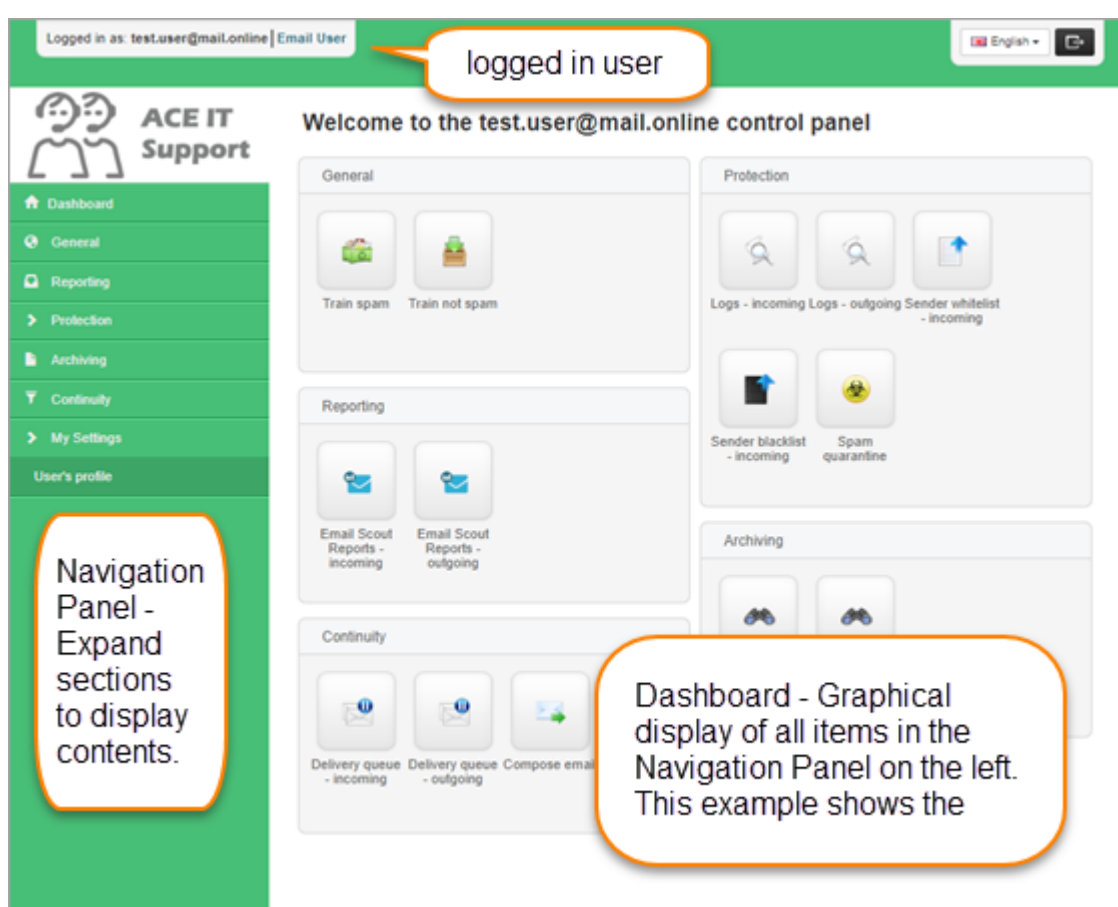 Logged in as: test.user@mail.online | Email User
logged in user
English
ACE IT
Support
Dashboard
General
Reporting
Protection
Archiving
Continuity
My Settings
User's profile
Navigation
Panel -
Expand
sections
to display
contents.
Welcome to the test.user@mail.online control panel
General
Train spam
Train not spam
Reporting
Email Scout
Reports -
incoming
Email Scout
Reports -
outgoing
Continuity
Delivery queue
- incoming
Delivery queue
- outgoing
Compose email
Protection
Logs - incoming
Logs - outgoing
Sender whitelist
- incoming
Sender blacklist
- incoming
Spam
quarantine
Archiving
Dashboard - Graphical
display of all items in the
Navigation Panel on the left.
This example shows the